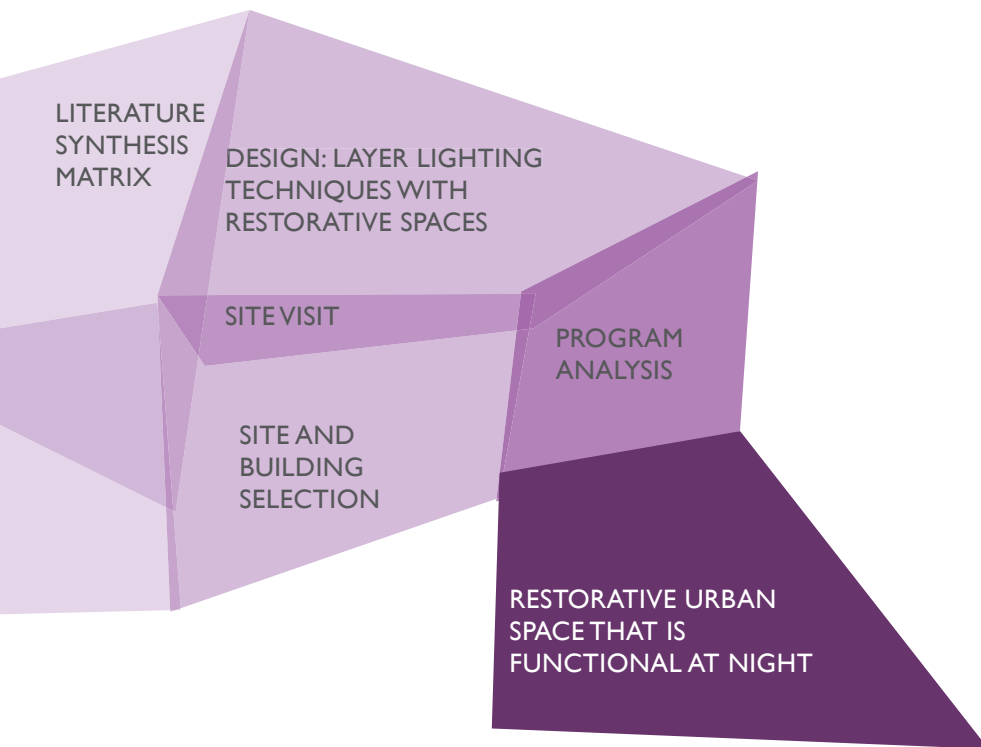 LITERATURE
SYNTHESIS
MATRIX
DESIGN: LAYER LIGHTING
TECHNIQUES WITH
RESTORATIVE SPACES
SITE VISIT
PROGRAM
ANALYSIS
SITE AND
BUILDING
SELECTION
RESTORATIVE URBAN
SPACE THAT IS
FUNCTIONAL AT NIGHT